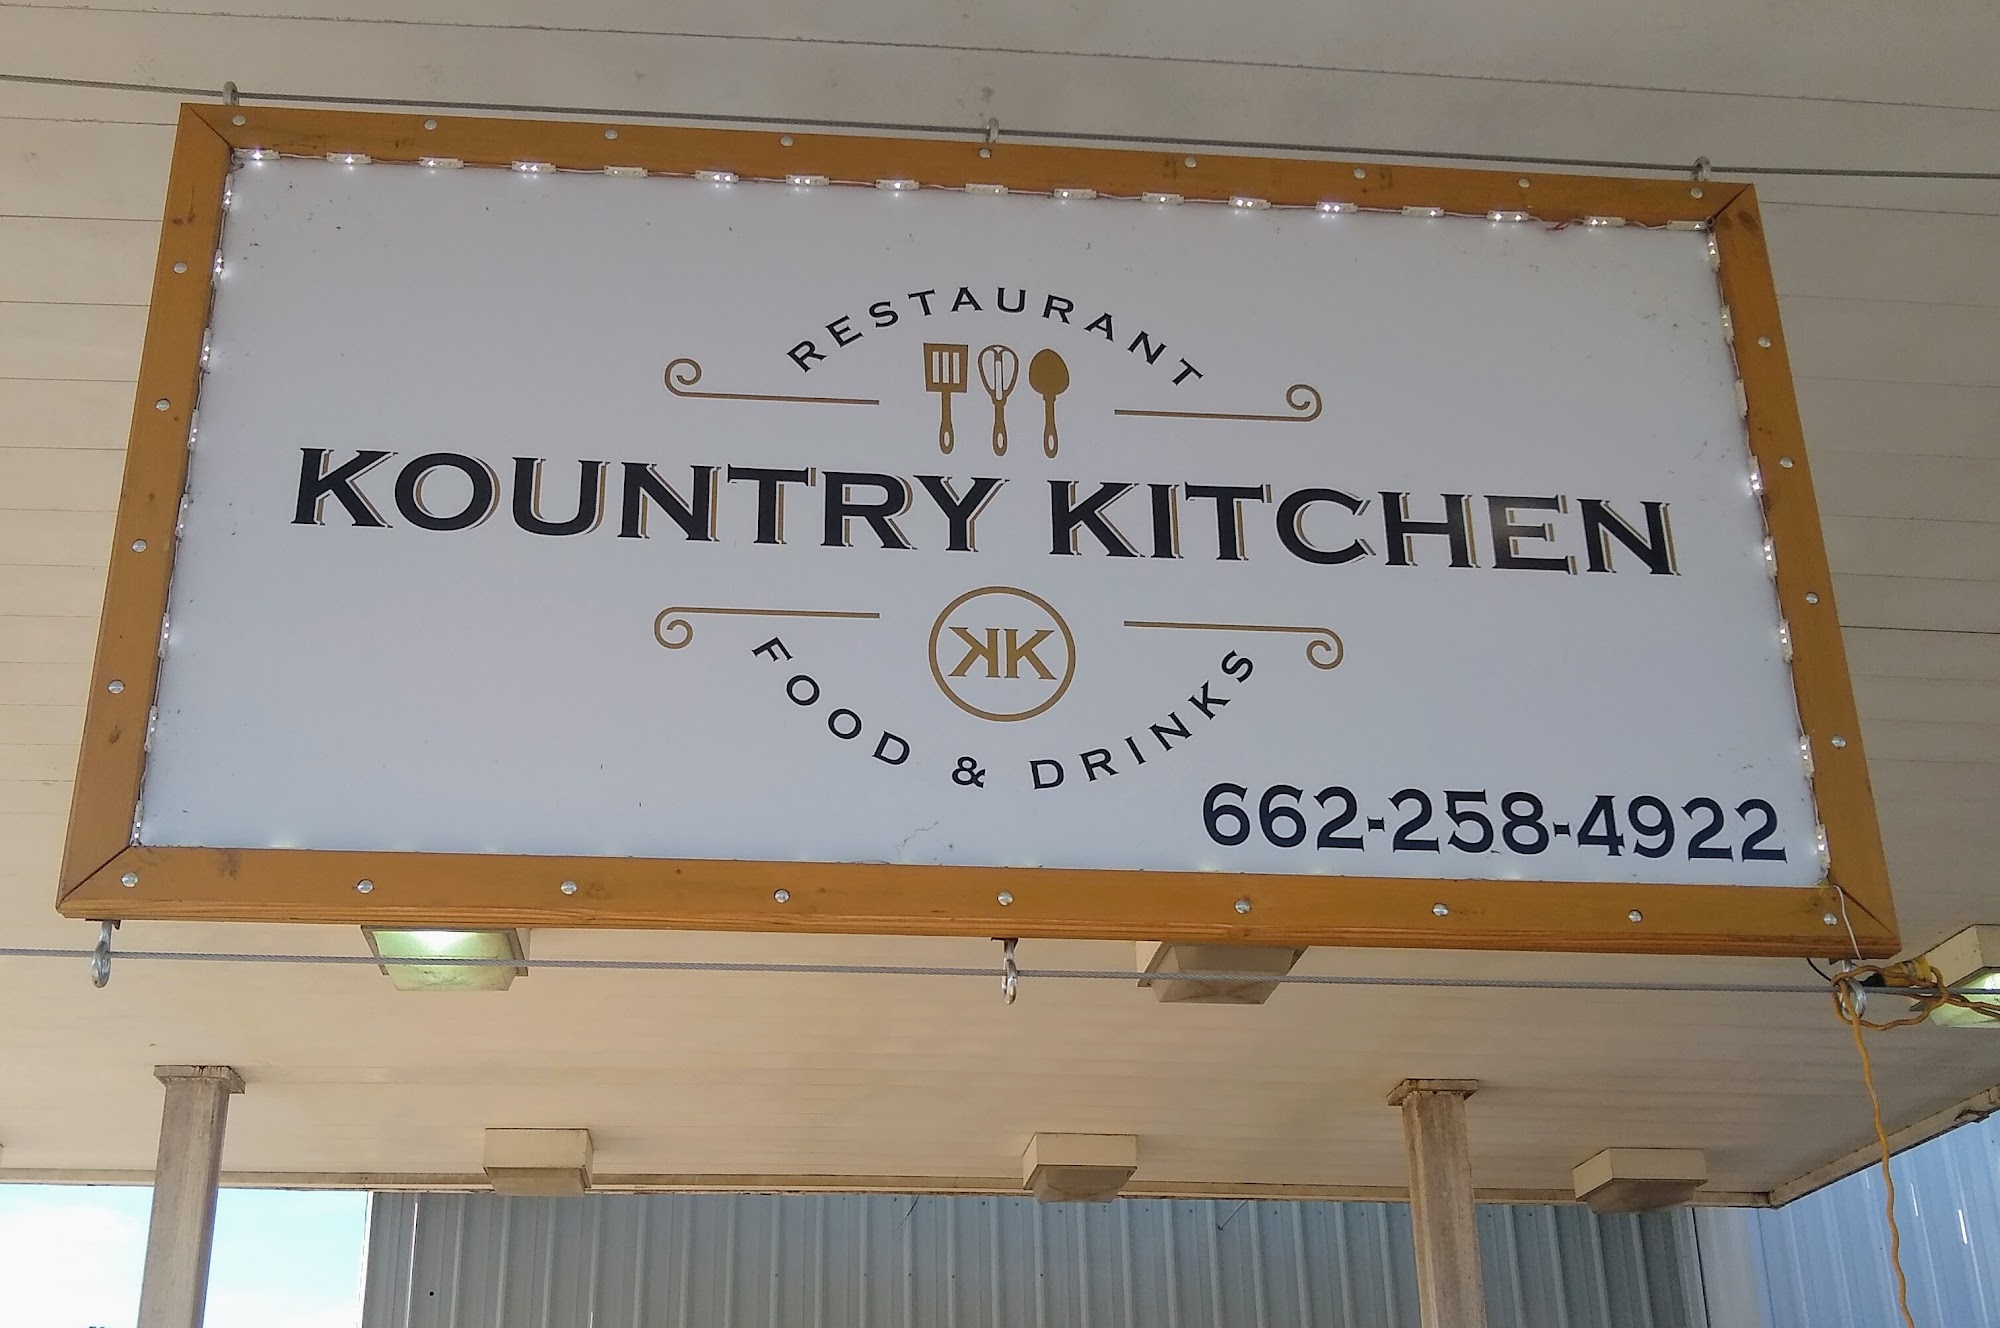 RESTAURANT
KOUNTRY KITCHEN
KK
FOOD & DRINKS
662-258-4922